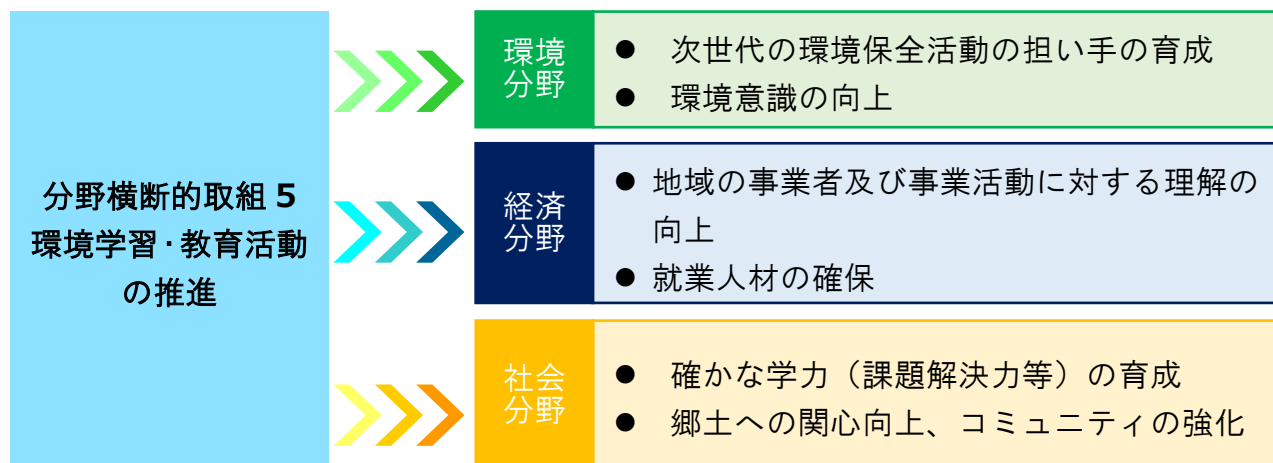 分野横断的取組 5
環境学習・教育活動
の推進
環境
分野
● 次世代の環境保全活動の担い手の育成
● 環境意識の向上
経済
分野
● 地域の事業者及び事業活動に対する理解の
向上
● 就業人材の確保
社会
分野
● 確かな学力（課題解決力等）の育成
● 郷土への関心向上、コミュニティの強化